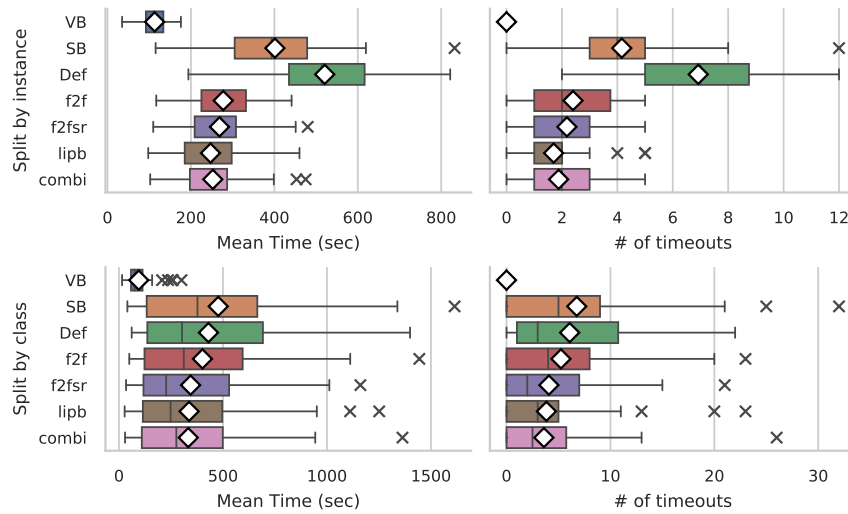 Split by instance
VB
SB
Def
f2f
f2fsr
lipb
combi
0 200 400 600 800
Mean Time (sec)
0 2 4 6 8 10 12
# of timeouts
Split by class
VB
SB
Def
f2f
f2fsr
lipb
combi
0 500 1000 1500
Mean Time (sec)
0 10 20 30
# of timeouts